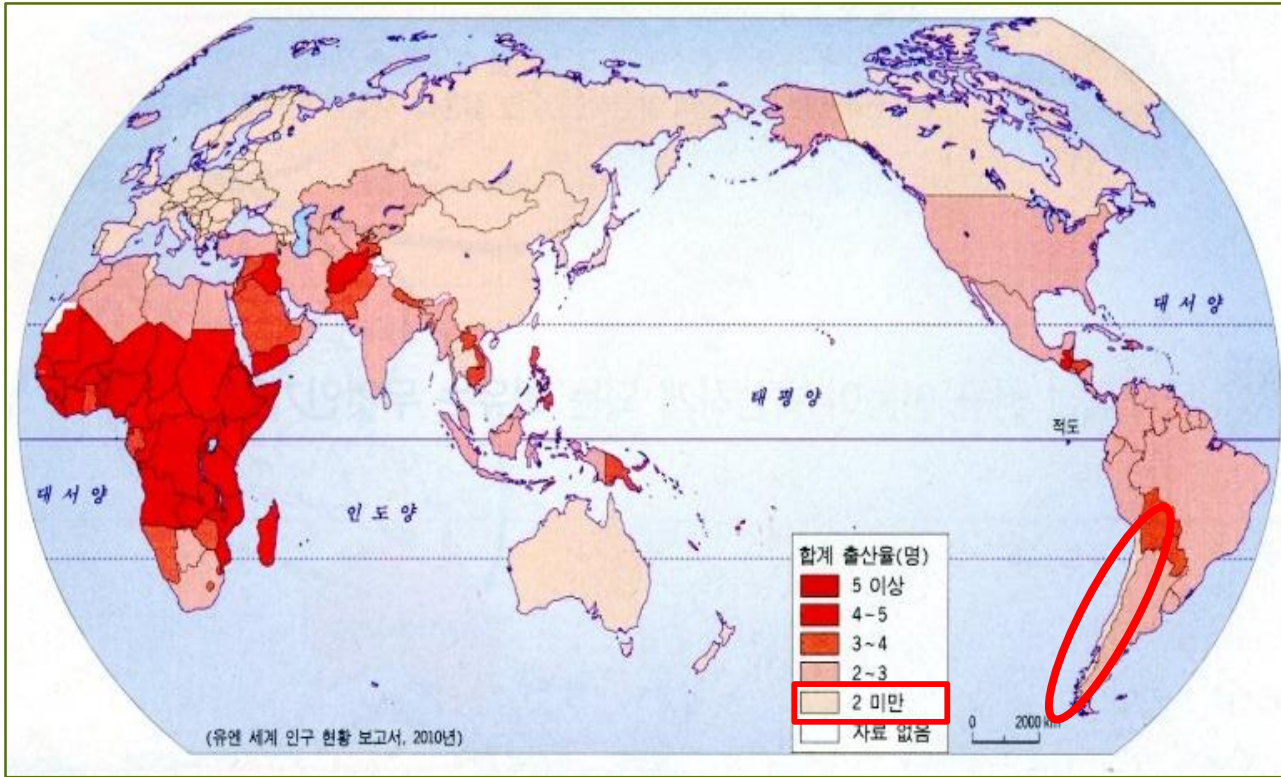 대서양
태평양
적도
대서양
인도양
합계 출산율(명)
5 이상
4~5
3~4
2~3
2 미만
자료 없음
0 2000 km
(유엔 세계 인구 현황 보고서, 2010년)